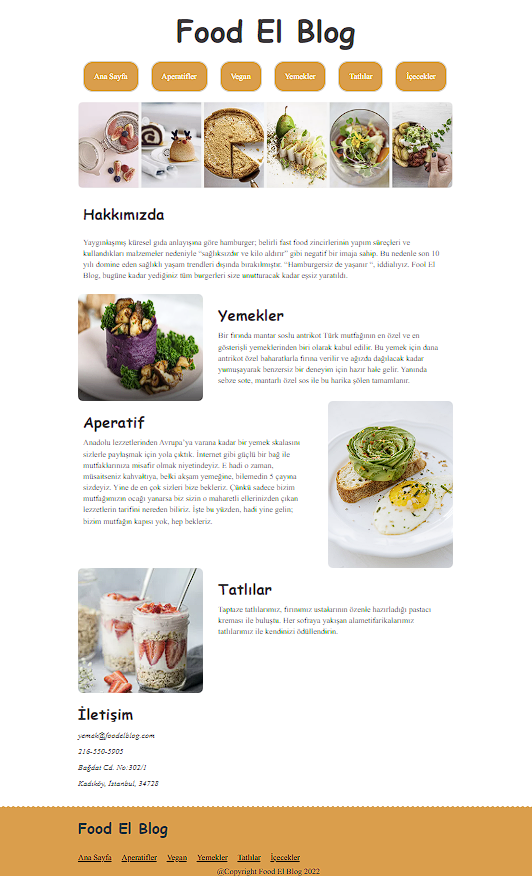 Food El Blog
Ana Sayfa Aperatifler Vegan Yemekler Tatlılar İçecekler
Hakkımızda
Yaygınlaşmış küresel gıda anlayışına göre hamburger; belirli fast food zincirlerinin yapım süreçleri ve
kullandıkları malzemeler nedeniyle “sağlıksızdır ve kilo aldırır” gibi negatif bir imaja sahip. Bu nedenle son 10
yılı domine eden sağlıklı yaşam trendleri dışında bırakılmıştır. “Hamburgersiz de yaşanır “, iddialıyız. Fool El
Blog, bugüne kadar yediğiniz tüm burgerleri size unutturacak kadar eşsiz yaratıldı.
Yemekler
Bir fırında mantar soslu antrikot Türk mutfağının en özel ve en
gösterişli yemeklerinden biri olarak kabul edilir. Bu yemek için dana
antrikot özel baharatlarla fırına verilir ve ağızda dağılacak kadar
yumuşayarak benzersiz bir deneyim için hazır hale gelir. Yanında
sebze sote, mantarlı özel sos ile bu harika şölen tamamlanır.
Aperatif
Anadolu lezzetlerinden Avrupa’ya varana kadar bir yemek skalasını
sizlerle paylaşmak için yola çıktık. İnternet gibi güçlü bir bağ ile
mutfaklarınıza misafir olmak niyetindeyiz. E hadi o zaman,
müsaitseniz kahvaltıya, belki akşam yemeğine, bilemedin 5 çayına
sizdeyiz. Yine de en çok sizleri bize bekleriz. Çünkü sadece bizim
mutfağımızın ocağı yanarsa biz sizin o maharetli ellerinizden çıkan
lezzetlerin tarifini nereden biliriz. İşte bu yüzden, hadi yine gelin;
bizim mutfağın kapısı yok, hep bekleriz.
Tatlılar
Taptaze tatlılarımız, fırınımız ustalarının özenle hazırladığı pastacı
kreması ile buluştu. Her sofraya yakışan alametifarikalarımız
tatlılarımız ile kendinizi ödüllendirin.
İletişim
yemek@foodelblog.com
216-550-5905
Bağdat Cd. No:302/1
Kadıköy, İstanbul, 34728
Food El Blog
Ana Sayfa Aperatifler Vegan Yemekler Tatlılar İçecekler
@Copyright Food El Blog 2022